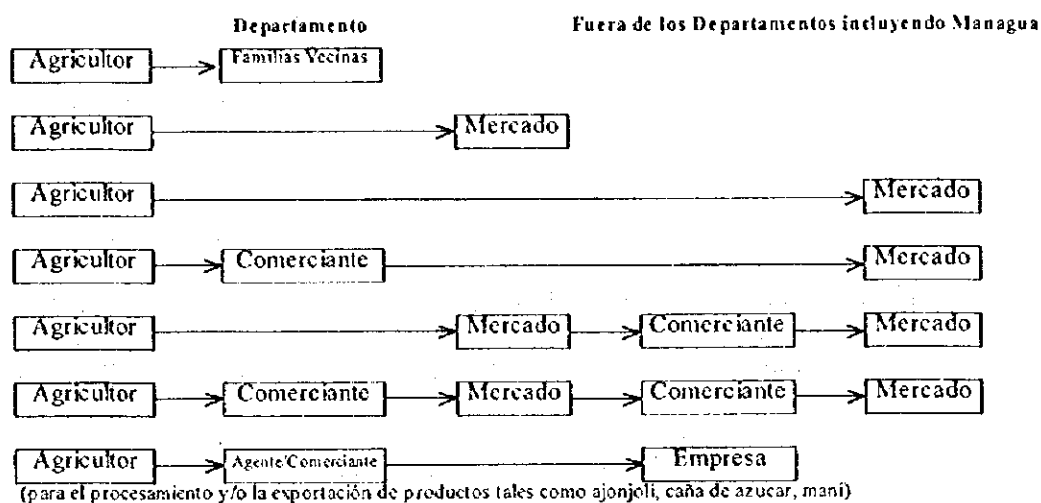 Departamento Fuera de los Departamentos incluyendo Managua
Agricultor Familias Vecinas
Agricultor Mercado
Agricultor Mercado
Agricultor Comerciante Mercado
Agricultor Mercado Comerciante Mercado
Agricultor Comerciante Mercado Comerciante Mercado
Agricultor Agente/Comerciante Empresa
(para el procesamiento y/o la exportación de productos tales como ajonjolí, caña de azucar, maní)